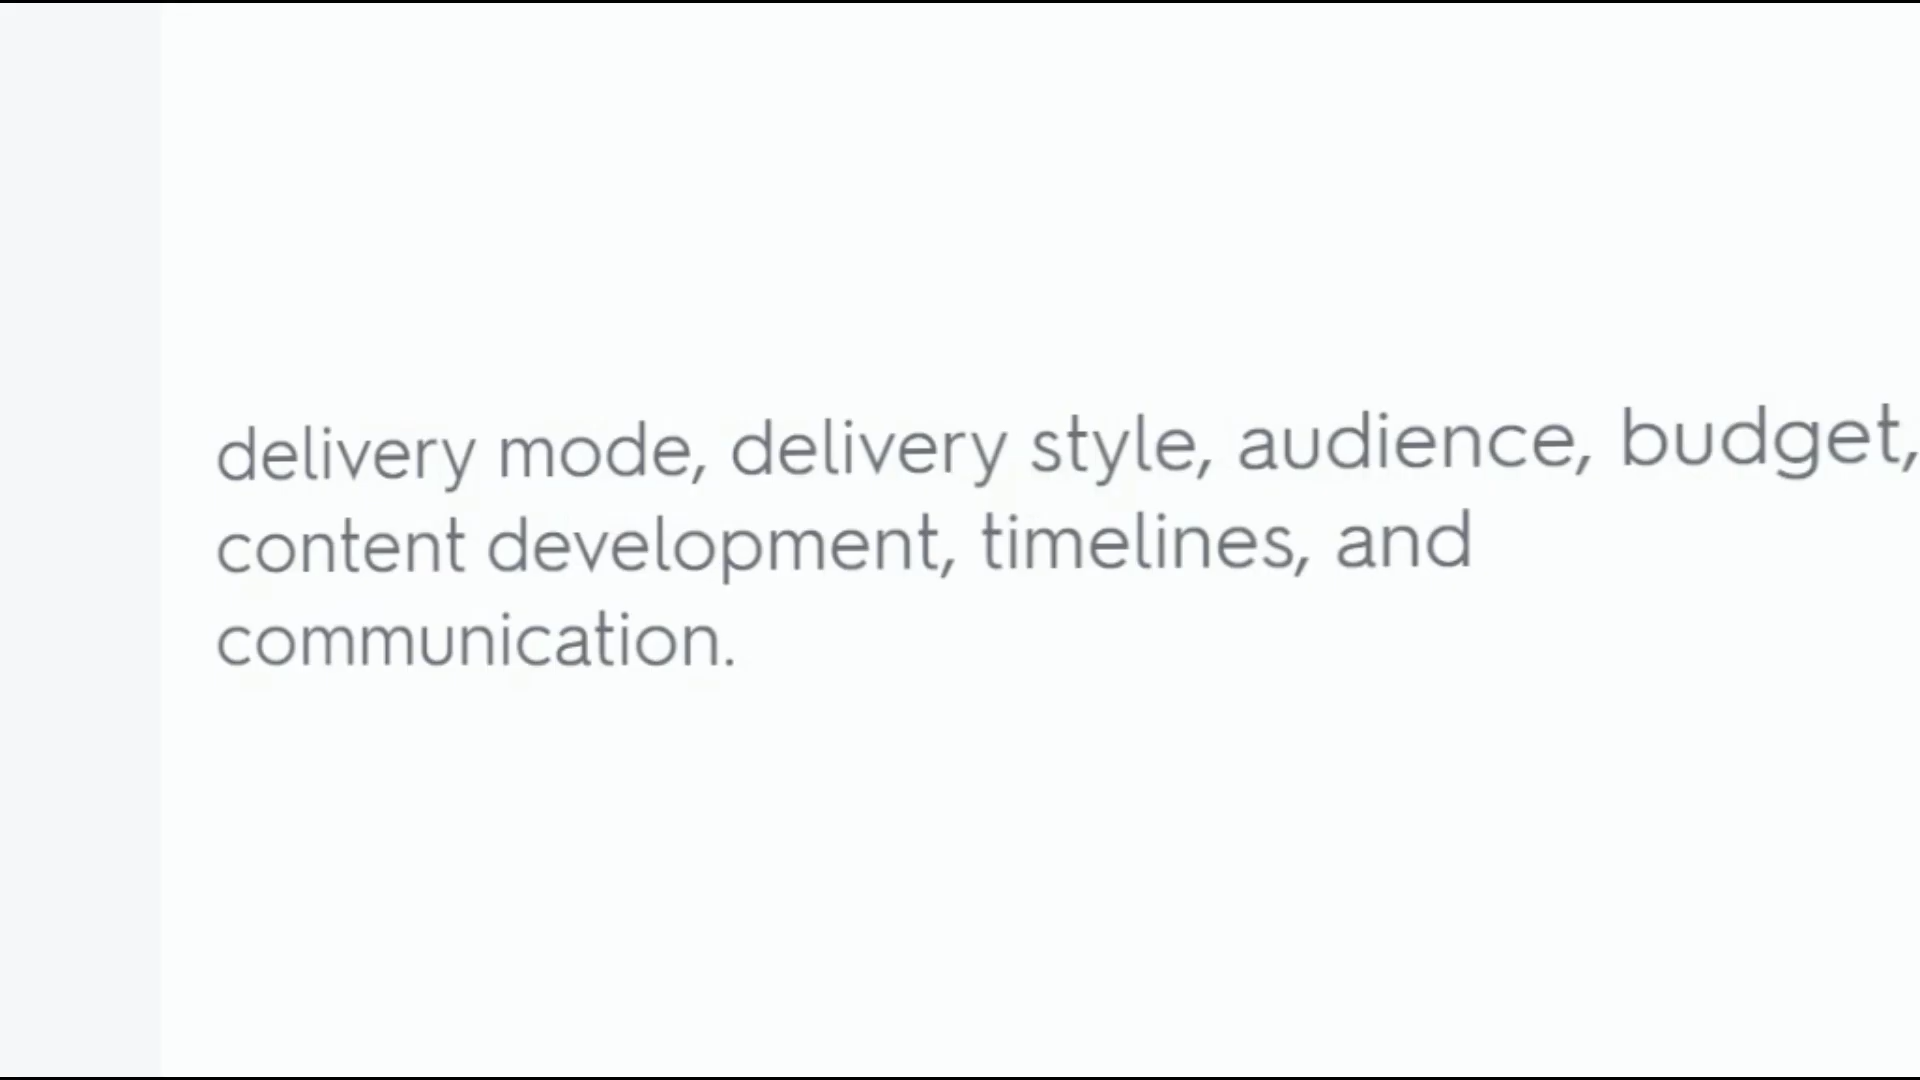 delivery mode, delivery style, audience, budget,
content development, timelines, and
communication.